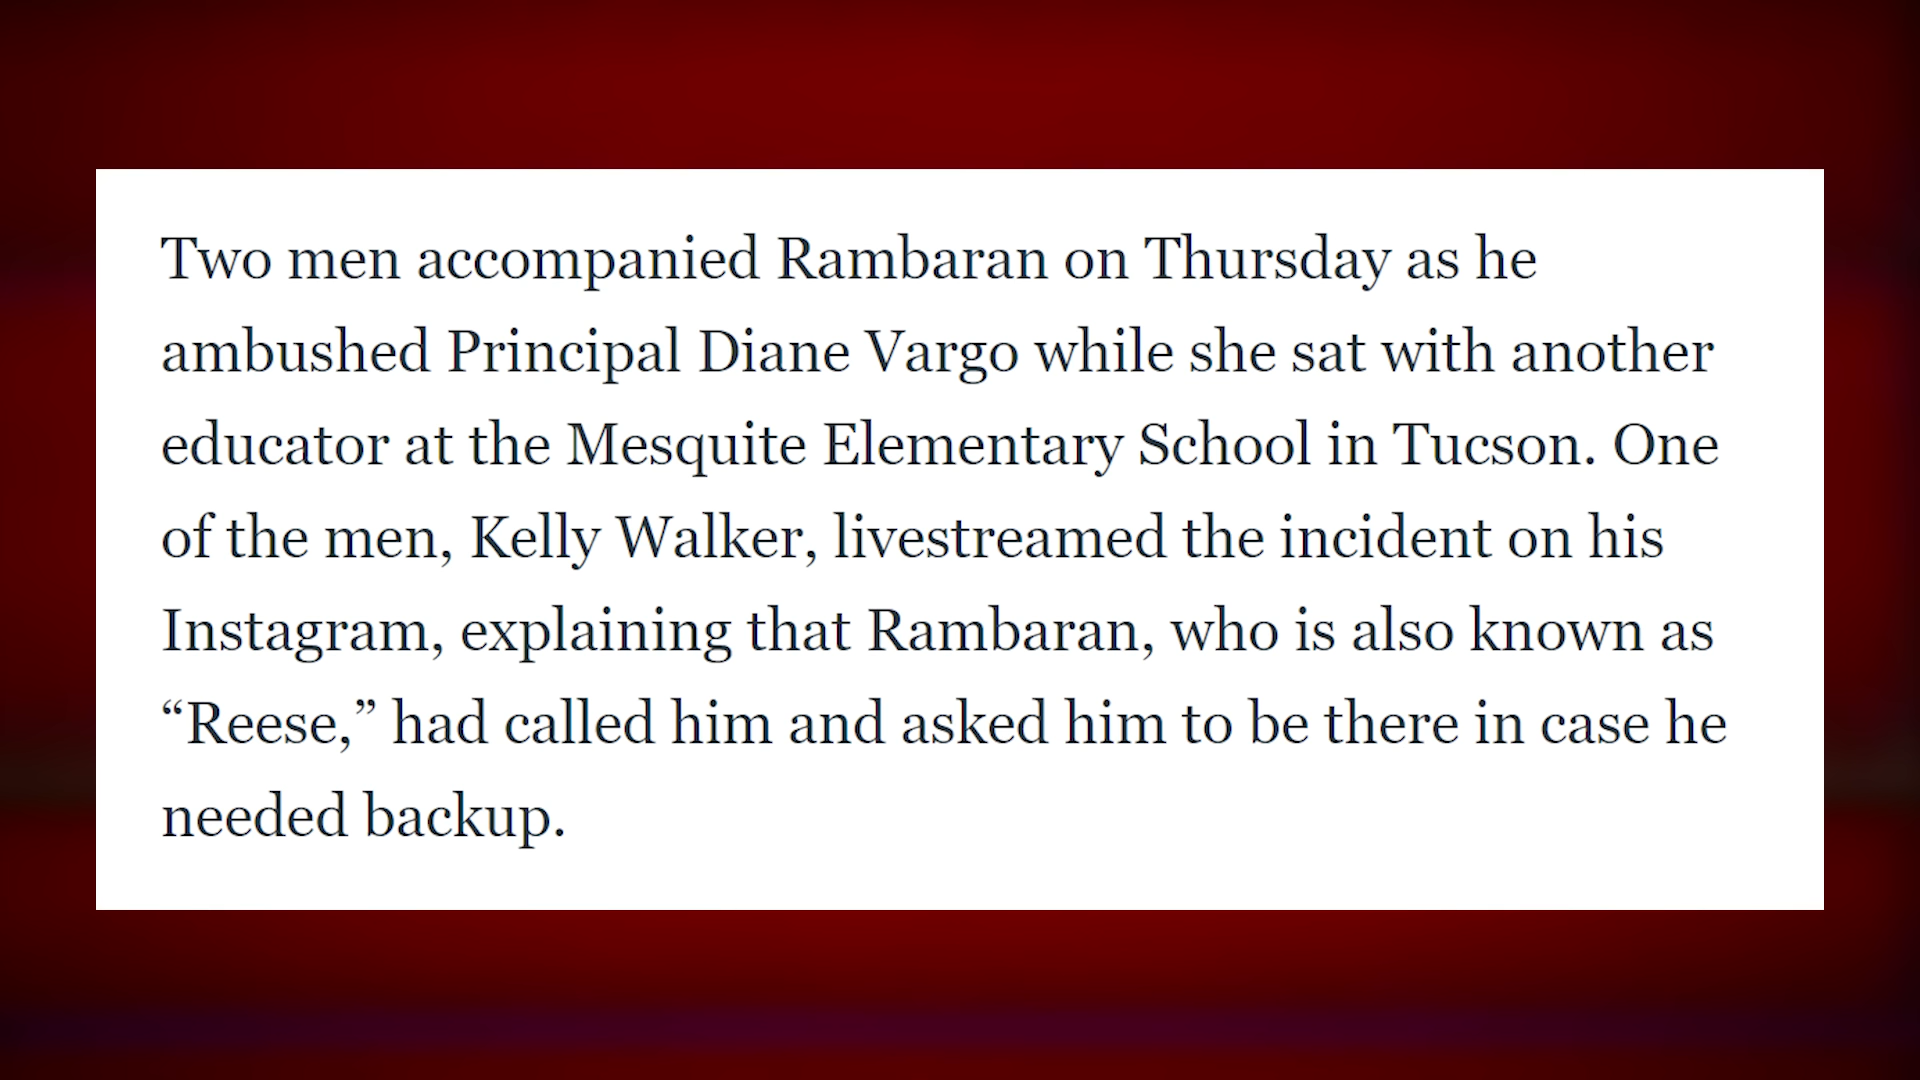 Two men accompanied Rambaran on Thursday as he
ambushed Principal Diane Vargo while she sat with another
educator at the Mesquite Elementary School in Tucson. One
of the men, Kelly Walker, livestreamed the incident on his
Instagram, explaining that Rambaran, who is also known as
“Reese,” had called him and asked him to be there in case he
needed backup.